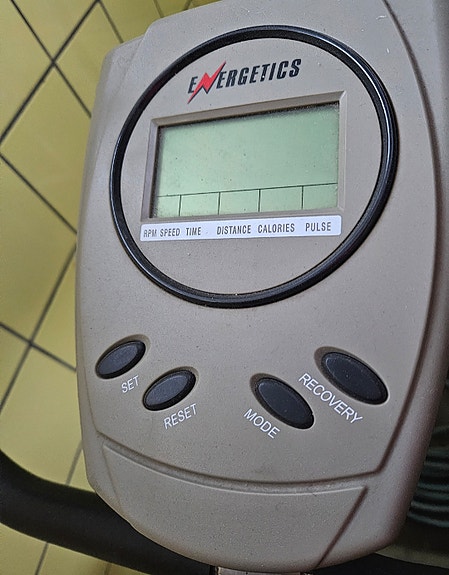 ENERGETICS
RPM SPEED TIME DISTANCE CALORIES PULSE
SET
RESET
MODE
RECOVERY